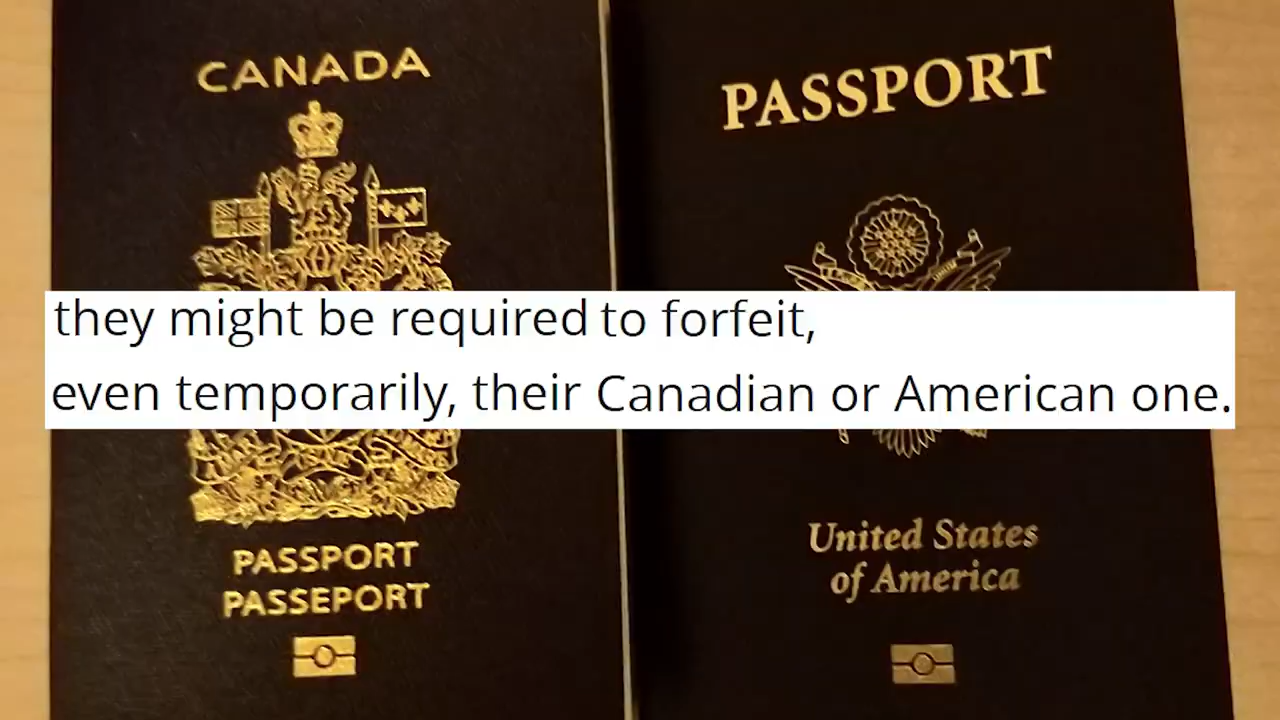 CANADA
PASSPORT
they might be required to forfeit,
even temporarily, their Canadian or American one.
PASSPORT
PASSEPORT
United States
of America